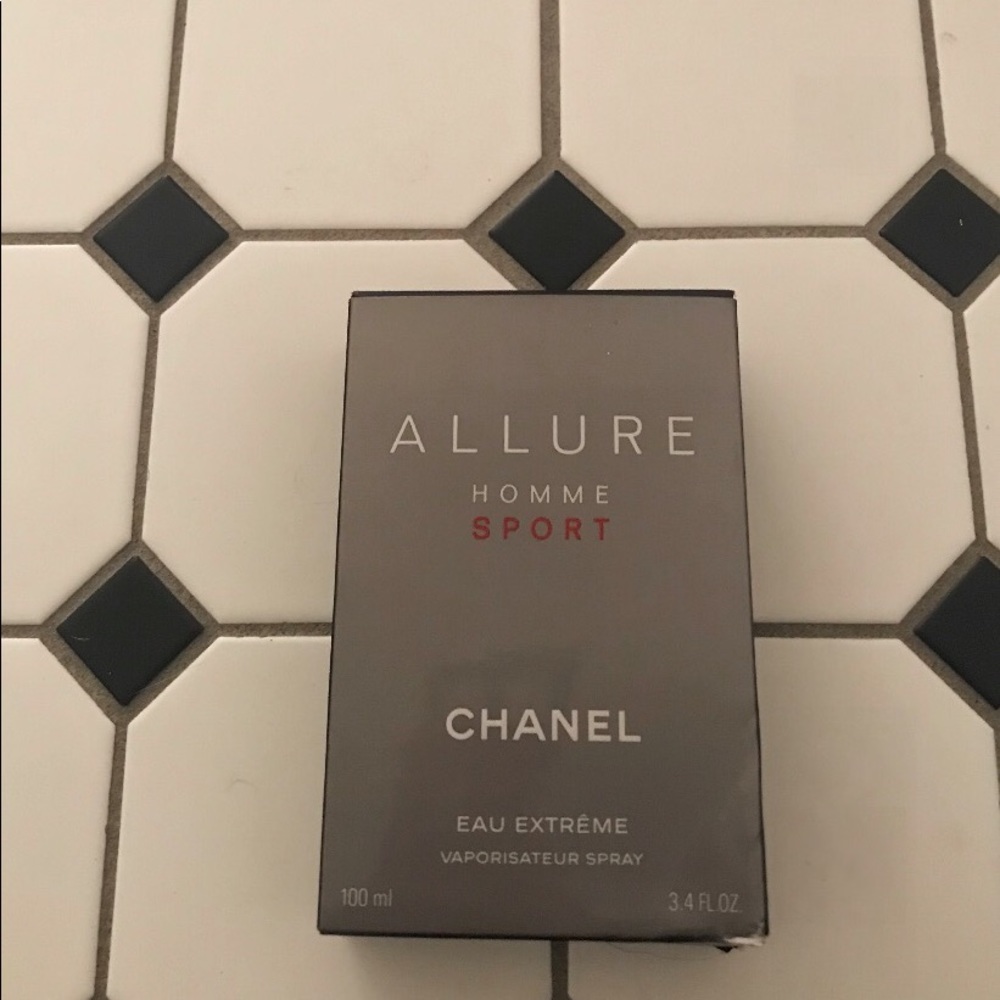 ALLURE
HOMME
SPORT
CHANEL
EAU EXTRÊME
VAPORISATEUR SPRAY
100 ml 3.4 FL.OZ.